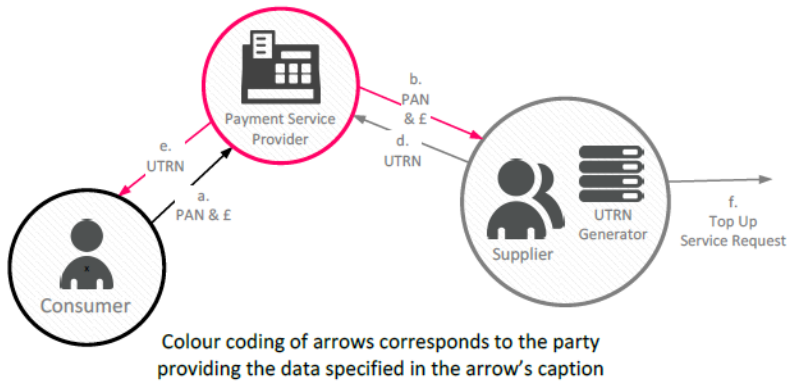 Payment Service
Provider
b.
PAN
& £
d.
UTRN
e.
UTRN
a.
PAN & £
x
Consumer
UTRN
Generator
Supplier
f.
Top Up
Service Request
Colour coding of arrows corresponds to the party
providing the data specified in the arrow's caption